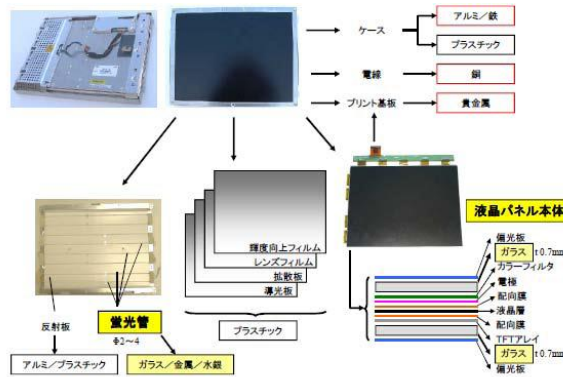 ケース
アルミ／鉄
プラスチック
電線
銅
プリント基板
貴金属
液晶パネル本体
偏光板
ガラス t 0.7mm
カラーフィルタ
電極
配向膜
液晶層
配向膜
TFTアレイ
ガラス t 0.7mm
偏光板
輝度向上フィルム
レンズフィルム
拡散板
導光板
プラスチック
反射板
蛍光管
Φ2～4
アルミ／プラスチック
ガラス／金属／水銀